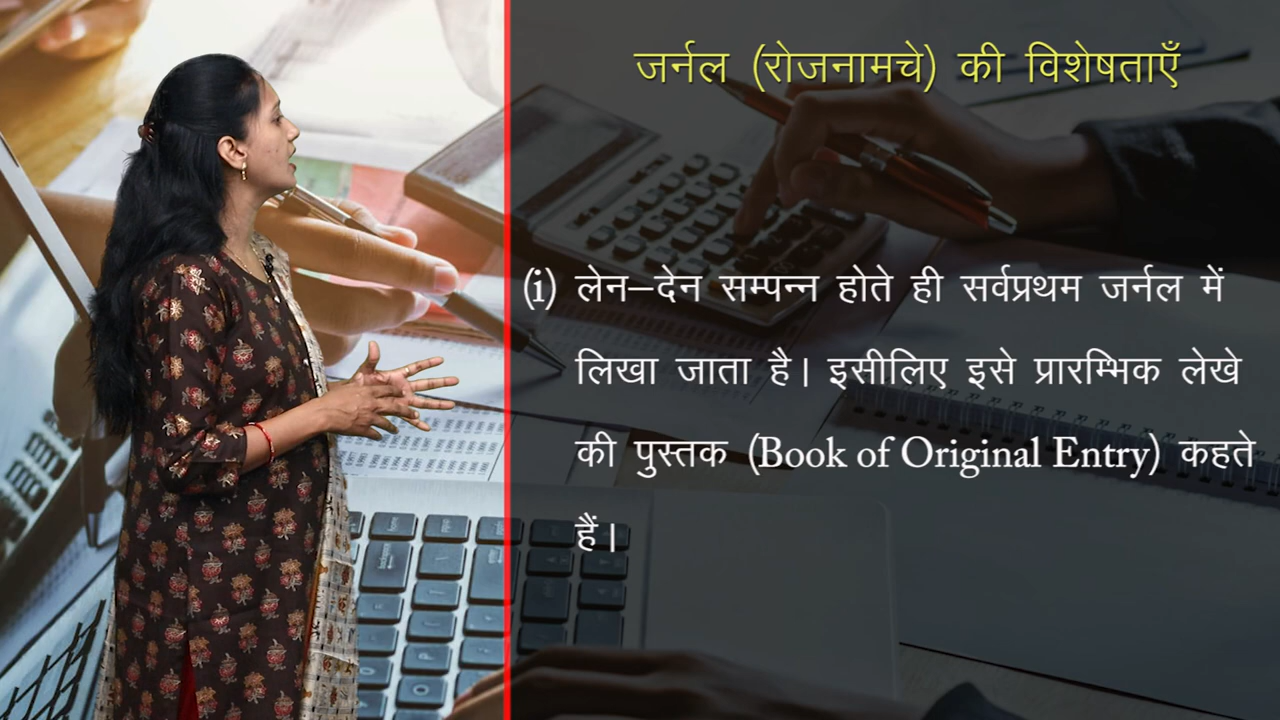 जर्नल (रोजनामचे) की विशेषताएँ
(i) लेन–देन सम्पन्न होते ही सर्वप्रथम जर्नल में
लिखा जाता है। इसीलिए इसे प्रारम्भिक लेखे
की पुस्तक (Book of Original Entry) कहते
हैं।